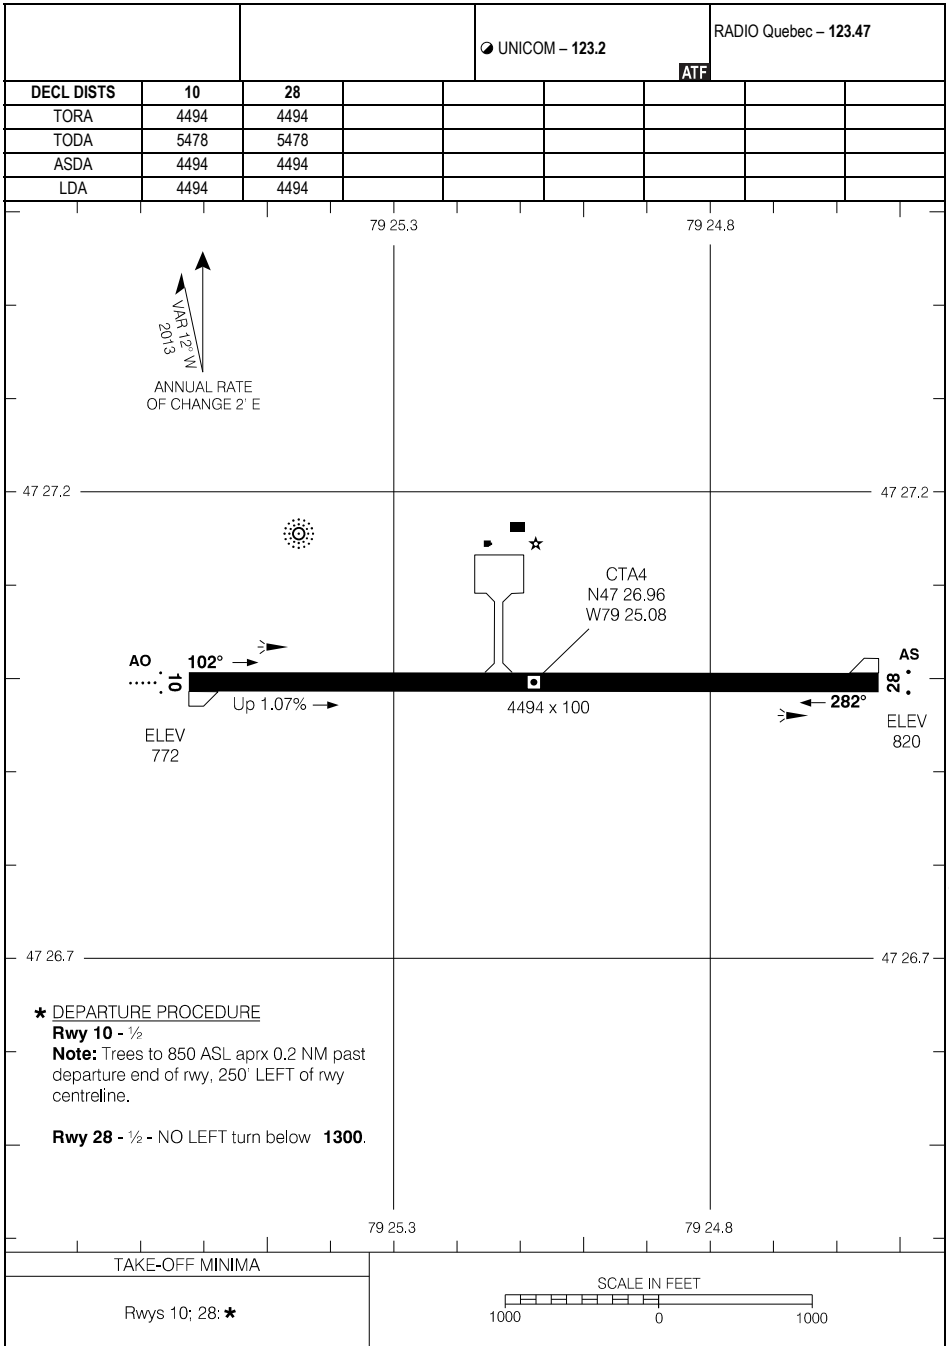 UNICOM – 123.2
ATF
RADIO Quebec – 123.47
DECL DISTS 10 28
TORA 4494 4494
TODA 5478 5478
ASDA 4494 4494
LDA 4494 4494
79 25.3 79 24.8
VAR 12° W
2013
ANNUAL RATE
OF CHANGE 2' E
47 27.2 47 27.2
CTA4
N47 26.96
W79 25.08
AO 102° AS
10 28
Up 1.07% 4494 x 100 282°
ELEV
772
ELEV
820
47 26.7 47 26.7
* DEPARTURE PROCEDURE
Rwy 10 - ½
Note: Trees to 850 ASL aprx 0.2 NM past
departure end of rwy, 250' LEFT of rwy
centreline.
Rwy 28 - ½ - NO LEFT turn below 1300.
79 25.3 79 24.8
TAKE-OFF MINIMA
Rwys 10; 28: *
SCALE IN FEET
1000 0 1000